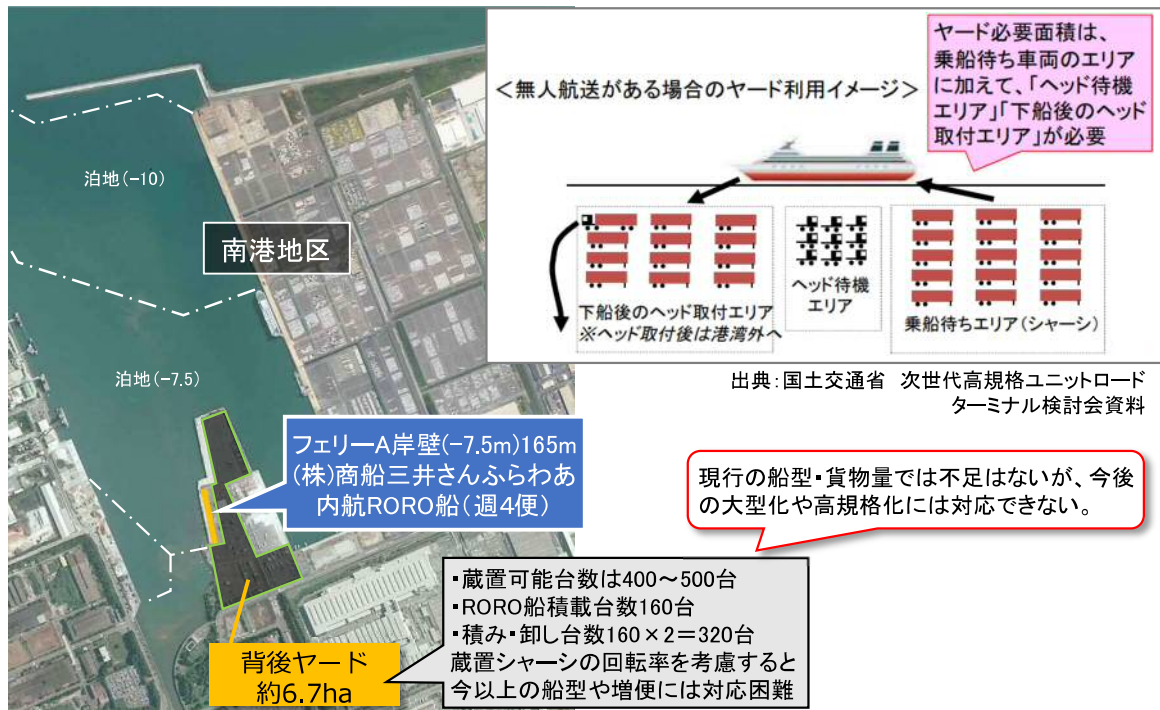 泊地(-10)
南港地区
泊地(-7.5)
フェリーA岸壁(-7.5m)165m
(株)商船三井さんふらわあ
内航RORO船(週4便)
背後ヤード
約6.7ha
<無人航送がある場合のヤード利用イメージ>
ヤード必要面積は、
乗船待ち車両のエリア
に加えて、「ヘッド待機
エリア」「下船後のヘッド
取付エリア」が必要
下船後のヘッド取付エリア
※ヘッド取付後は港湾外へ
ヘッド待機
エリア
乗船待ちエリア(シャーシ)
出典:国土交通省 次世代高規格ユニットロード
ターミナル検討会資料
現行の船型・貨物量では不足はないが、今後
の大型化や高規格化には対応できない。
・蔵置可能台数は400～500台
・RORO船積載台数160台
・積み・卸し台数160×2=320台
蔵置シャーシの回転率を考慮すると
今以上の船型や増便には対応困難